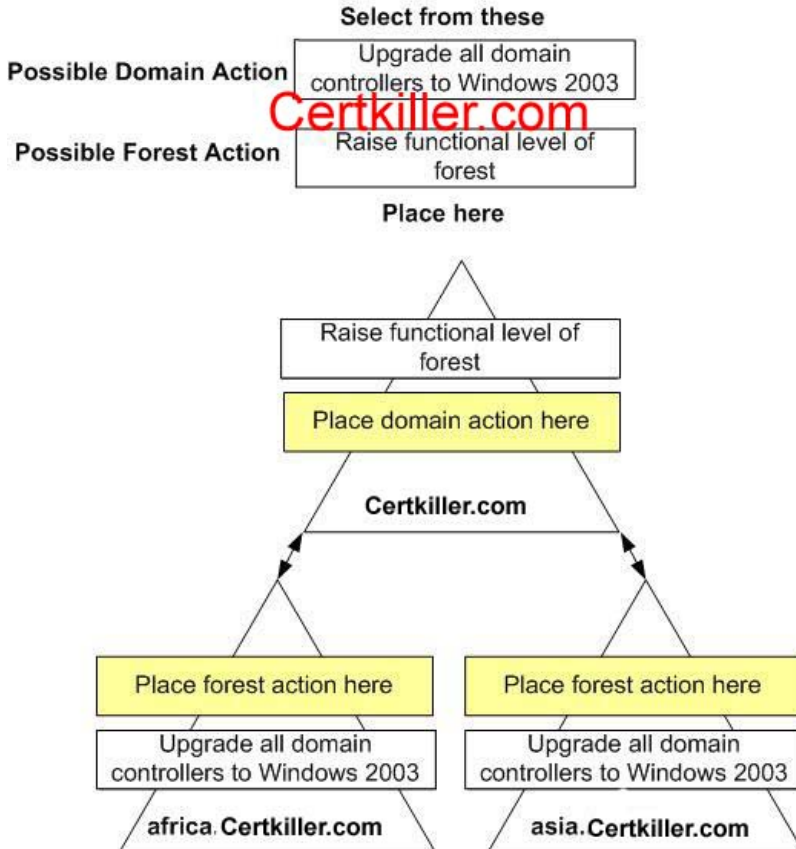 Select from these
Possible Domain Action
Upgrade all domain
controllers to Windows 2003
Certkiller.com
Possible Forest Action
Raise functional level of
forest
Place here
Raise functional level of
forest
Place domain action here
Certkiller.com
Place forest action here
Place forest action here
Upgrade all domain
controllers to Windows 2003
Upgrade all domain
controllers to Windows 2003
africa.Certkiller.com
asia.Certkiller.com